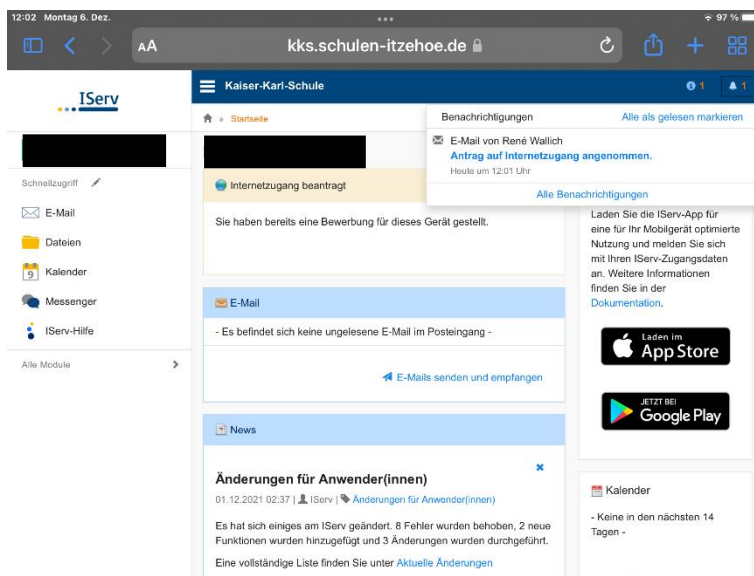 12:02 Montag 6. Dez.
97 %
AA
kks.schulen-itzehoe.de
IServ
Kaiser-Karl-Schule
1
1
» Startseite
Benachrichtigungen
Alle als gelesen markieren
E-Mail von René Wallich
Antrag auf Internetzugang angenommen.
Heute um 12:01 Uhr
Alle Benachrichtigungen
Schnellzugriff
E-Mail
Dateien
9
Kalender
Messenger
IServ-Hilfe
Alle Module
Internetzugang beantragt
Sie haben bereits eine Bewerbung für dieses Gerät gestellt.
E-Mail
- Es befindet sich keine ungelesene E-Mail im Posteingang -
E-Mails senden und empfangen
News
Änderungen für Anwender(innen)
01.12.2021 02:37 | IServ | Änderungen für Anwender(innen)
Es hat sich einiges am IServ geändert. 8 Fehler wurden behoben, 2 neue
Funktionen wurden hinzugefügt und 3 Änderungen wurden durchgeführt.
Eine vollständige Liste finden Sie unter Aktuelle Änderungen
Laden Sie die IServ-App für
eine für Ihr Mobilgerät optimierte
Nutzung und melden Sie sich
mit Ihren IServ-Zugangsdaten
an. Weitere Informationen
finden Sie in der
Dokumentation.
Laden im
App Store
JETZT BEI
Google Play
Kalender
- Keine in den nächsten 14
Tagen -